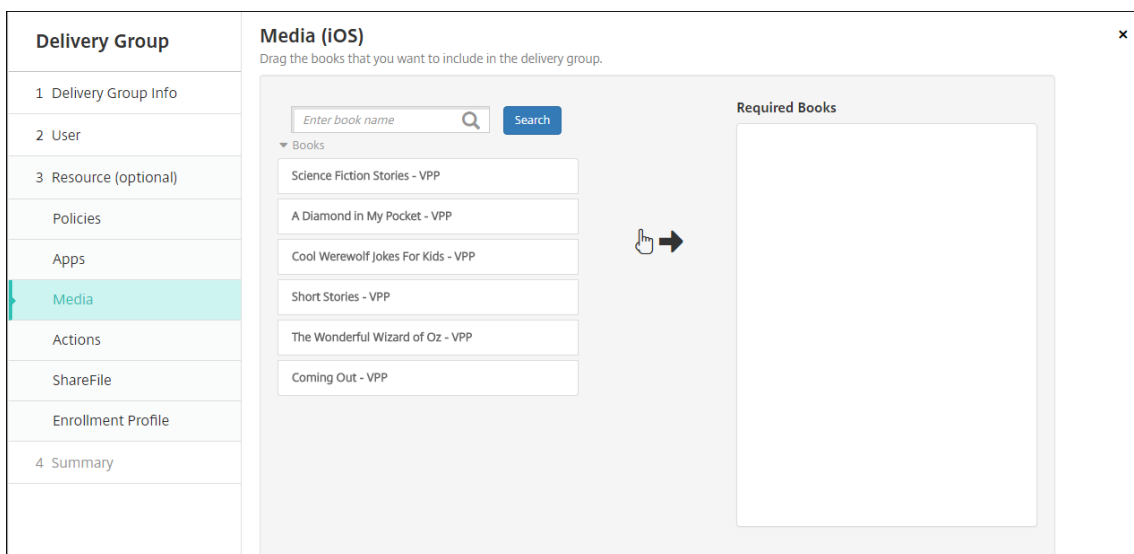 Delivery Group
1 Delivery Group Info
2 User
3 Resource (optional)
Policies
Apps
Media
Actions
ShareFile
Enrollment Profile
4 Summary
Media (iOS)
×
Drag the books that you want to include in the delivery group.
Enter book name
Search
Books
Science Fiction Stories - VPP
A Diamond in My Pocket - VPP
Cool Werewolf Jokes For Kids - VPP
Short Stories - VPP
The Wonderful Wizard of Oz - VPP
Coming Out - VPP
Required Books